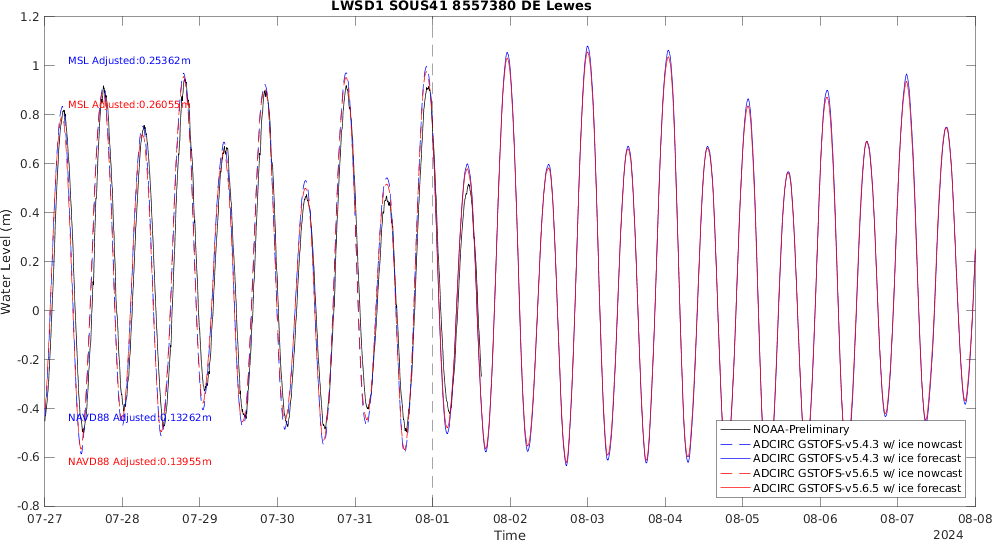 LWSD1 SOUS41 8557380 DE Lewes
1.2
1
0.8
0.6
0.4
0.2
0
-0.2
-0.4
-0.6
-0.8
Water Level (m)
MSL Adjusted:0.25362m
MSL Adjusted:0.26055m
NAVD88 Adjusted:0.13262m
NAVD88 Adjusted:0.13955m
NOAA-Preliminary
ADCIRC GSTOFS-v5.4.3 w/ ice nowcast
ADCIRC GSTOFS-v5.4.3 w/ ice forecast
ADCIRC GSTOFS-v5.6.5 w/ ice nowcast
ADCIRC GSTOFS-v5.6.5 w/ ice forecast
07-27 07-28 07-29 07-30 07-31 08-01 08-02 08-03 08-04 08-05 08-06 08-07 08-08
Time
2024